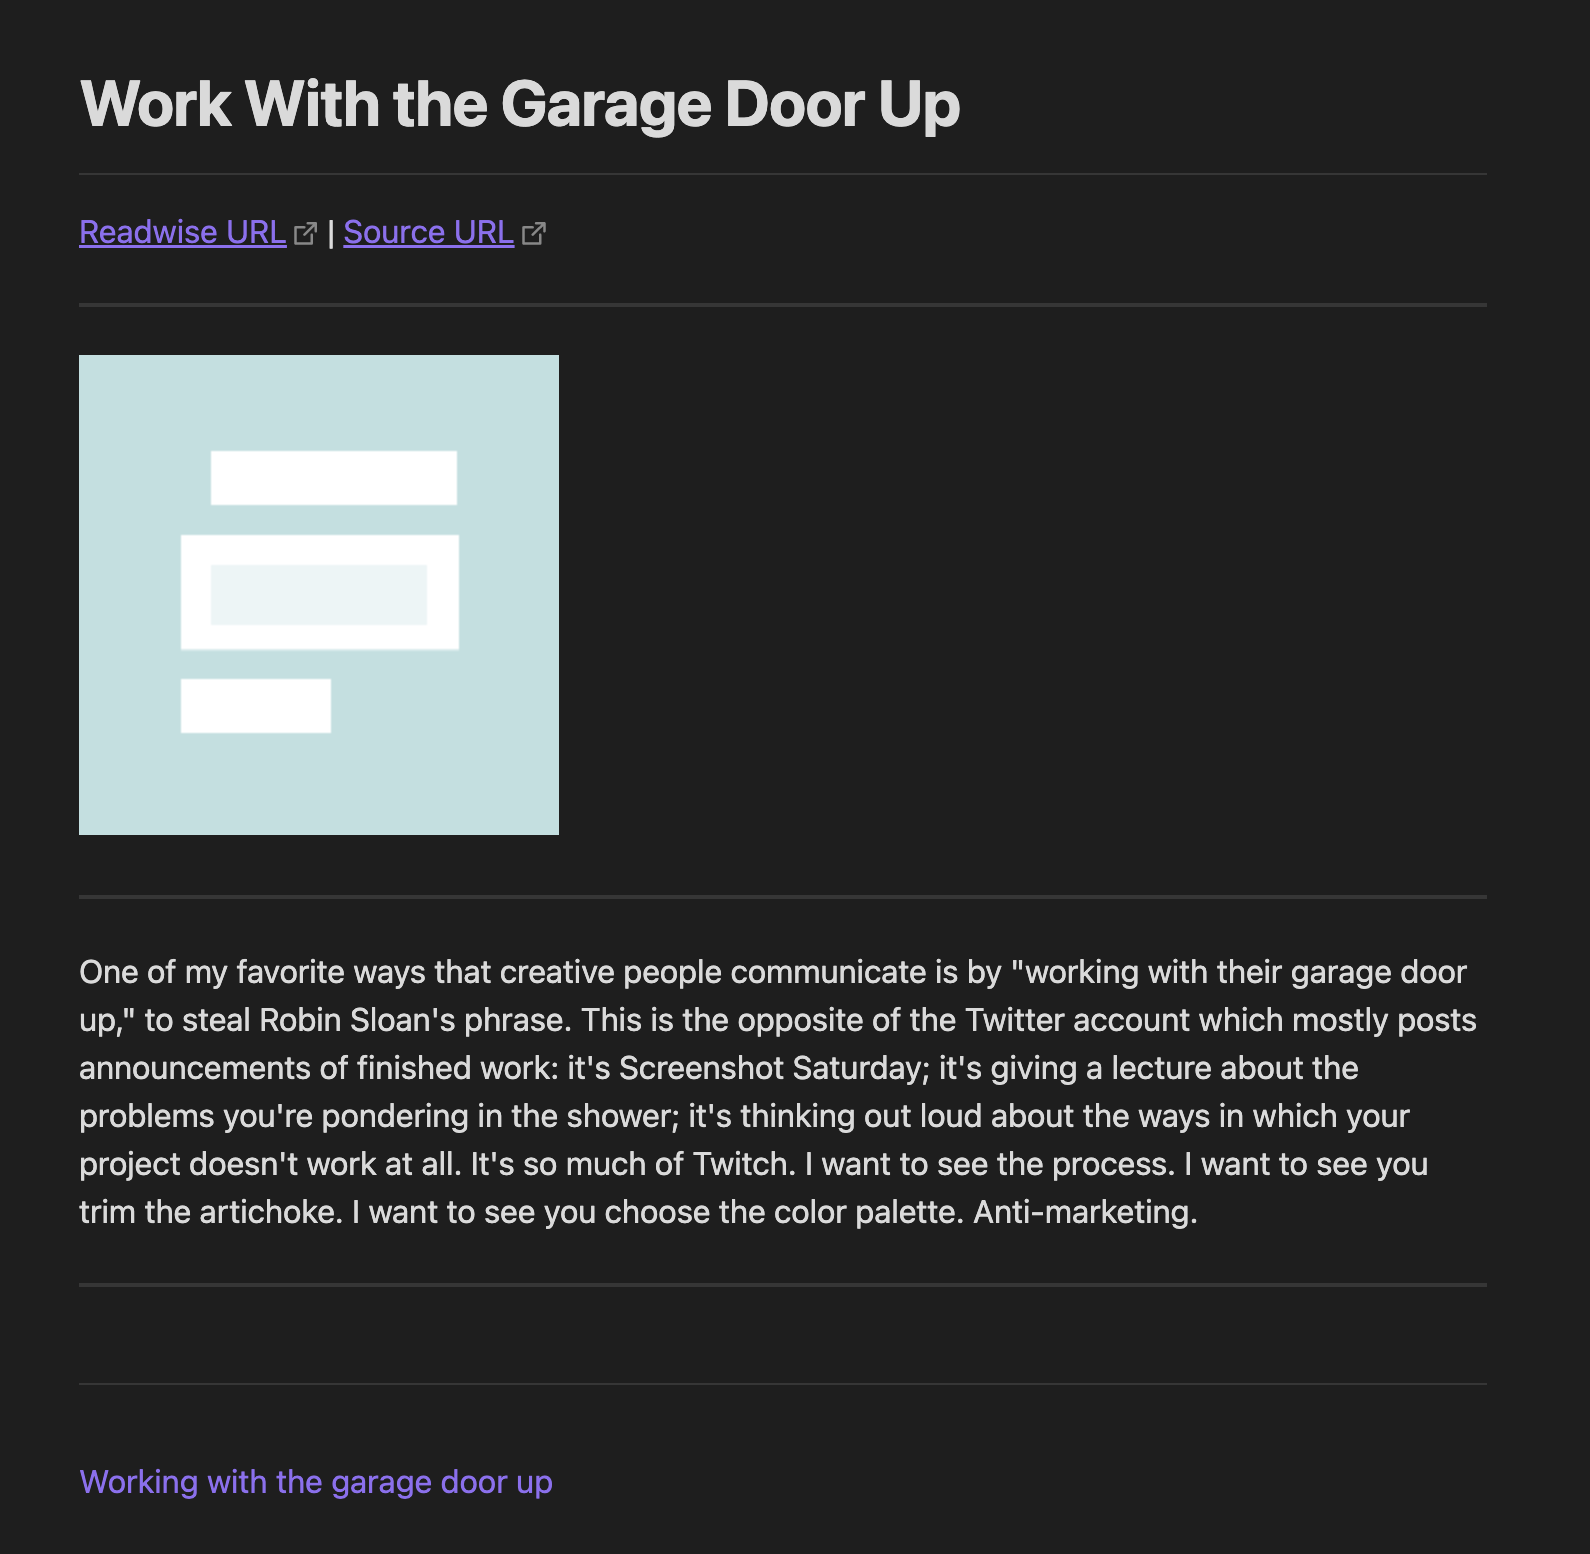 Work With the Garage Door Up
Readwise URL | Source URL
One of my favorite ways that creative people communicate is by "working with their garage door
up," to steal Robin Sloan's phrase. This is the opposite of the Twitter account which mostly posts
announcements of finished work: it's Screenshot Saturday; it's giving a lecture about the
problems you're pondering in the shower; it's thinking out loud about the ways in which your
project doesn't work at all. It's so much of Twitch. I want to see the process. I want to see you
trim the artichoke. I want to see you choose the color palette. Anti-marketing.
Working with the garage door up